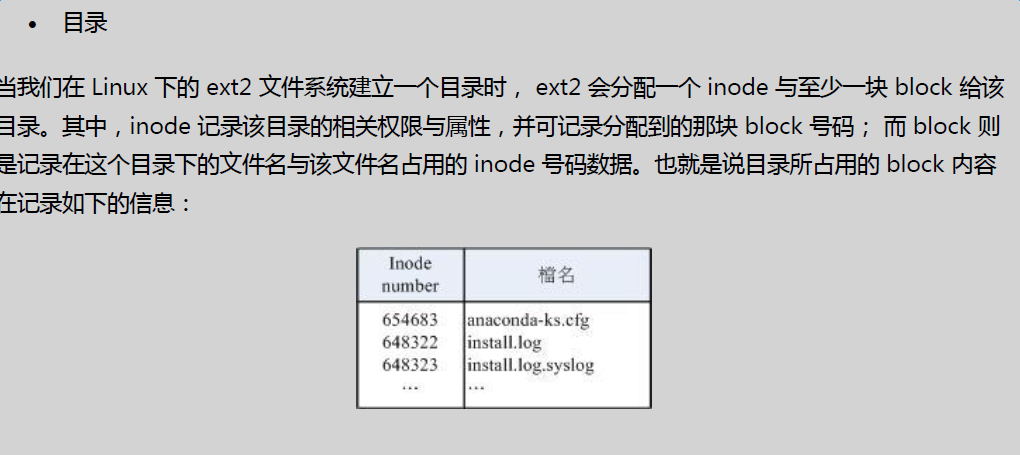 • 目录
当我们在 Linux 下的 ext2 文件系统建立一个目录时， ext2 会分配一个 inode 与至少一块 block 给该
目录。其中，inode 记录该目录的相关权限与属性，并可记录分配到的那块 block 号码； 而 block 则
是记录在这个目录下的文件名与该文件名占用的 inode 号码数据。也就是说目录所占用的 block 内容
在记录如下的信息：
Inode number 檔名
654683 anaconda-ks.cfg
648322 install.log
648323 install.log.syslog
... ...